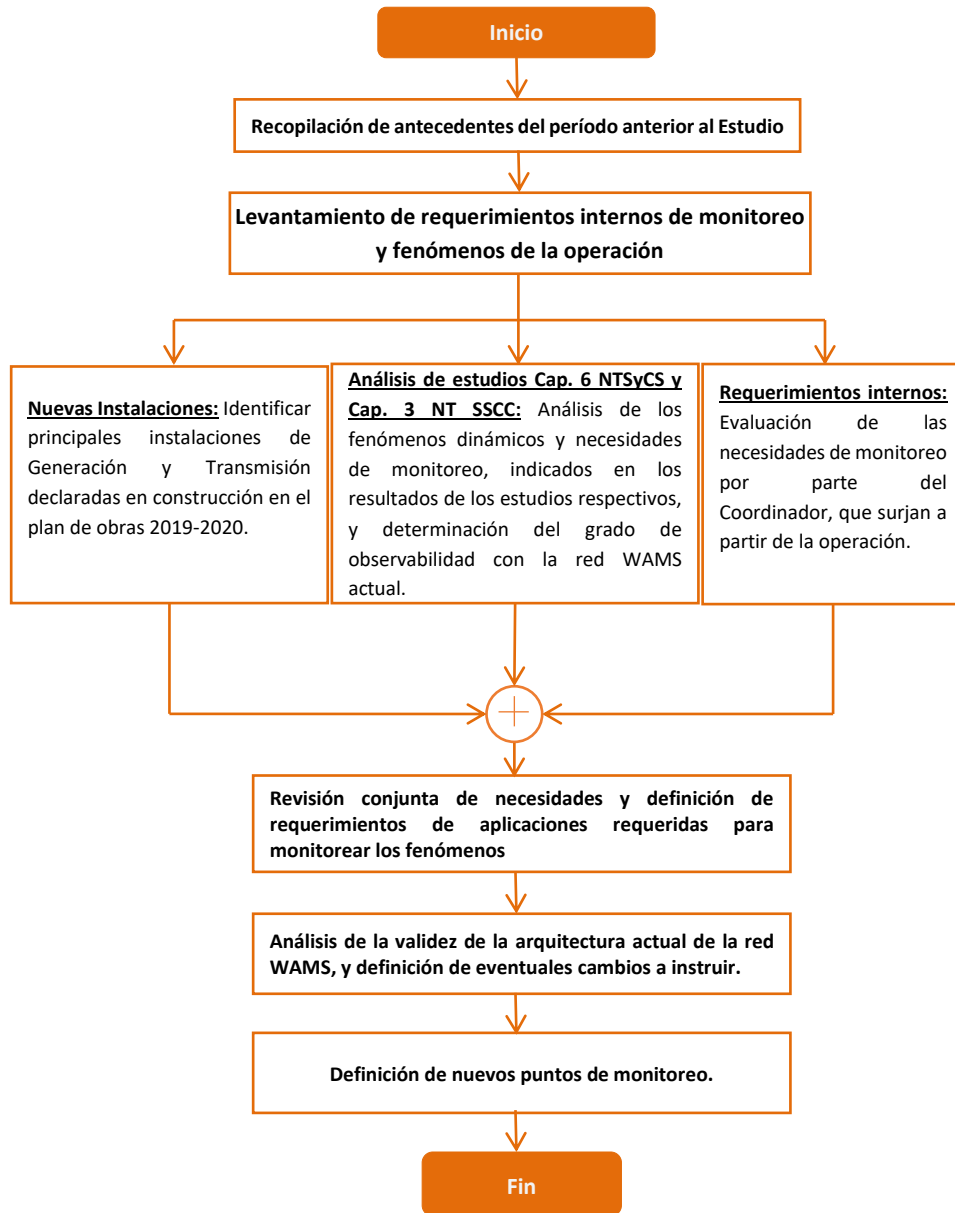 Inicio
Recopilación de antecedentes del período anterior al Estudio
Levantamiento de requerimientos internos de monitoreo
y fenómenos de la operación
Nuevas Instalaciones: Identificar
principales instalaciones de
Generación y Transmisión
declaradas en construcción en el
plan de obras 2019-2020.
Análisis de estudios Cap. 6 NTSyCS y
Cap. 3 NT SSCC: Análisis de los
fenómenos dinámicos y necesidades
de monitoreo, indicados en los
resultados de los estudios respectivos,
y determinación del grado de
observabilidad con la red WAMS
actual.
Requerimientos internos:
Evaluación de las
necesidades de monitoreo
por parte del
Coordinador, que surjan a
partir de la operación.
Revisión conjunta de necesidades y definición de
requerimientos de aplicaciones requeridas para
monitorear los fenómenos
Análisis de la validez de la arquitectura actual de la red
WAMS, y definición de eventuales cambios a instruir.
Definición de nuevos puntos de monitoreo.
Fin